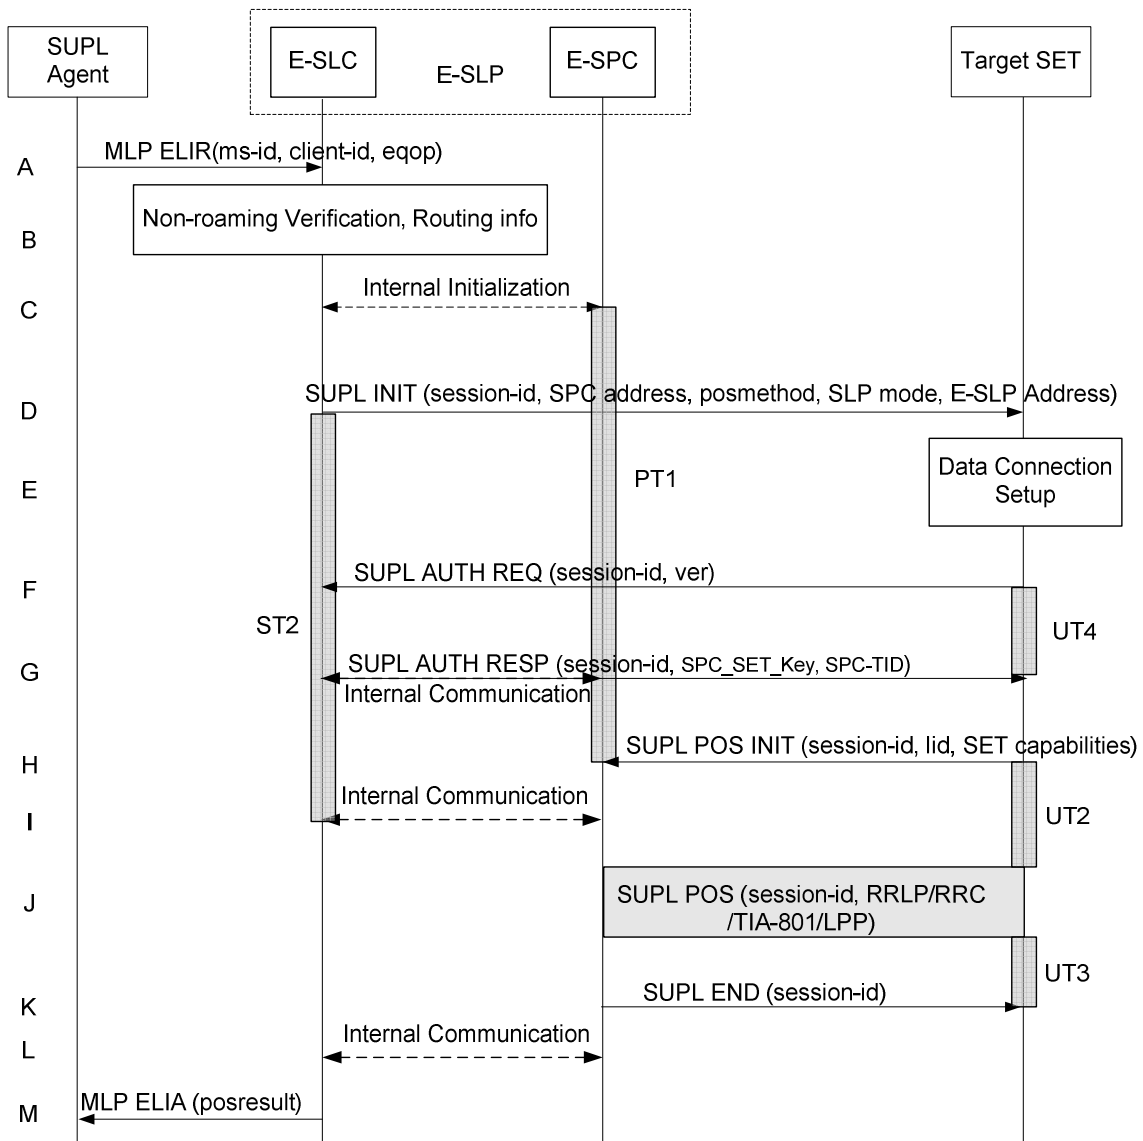 SUPL
Agent
E-SLC
E-SLP
E-SPC
Target SET
A
MLP ELIR(ms-id, client-id, eqop)
B
Non-roaming Verification, Routing info
C
Internal Initialization
D
SUPL INIT (session-id, SPC address, posmethod, SLP mode, E-SLP Address)
E
PT1
Data Connection
Setup
F
SUPL AUTH REQ (session-id, ver)
ST2
UT4
G
SUPL AUTH RESP (session-id, SPC_SET_Key, SPC-TID)
Internal Communication
H
SUPL POS INIT (session-id, lid, SET capabilities)
I
Internal Communication
UT2
J
SUPL POS (session-id, RRLP/RRC
/TIA-801/LPP)
UT3
K
SUPL END (session-id)
L
Internal Communication
M
MLP ELIA (posresult)